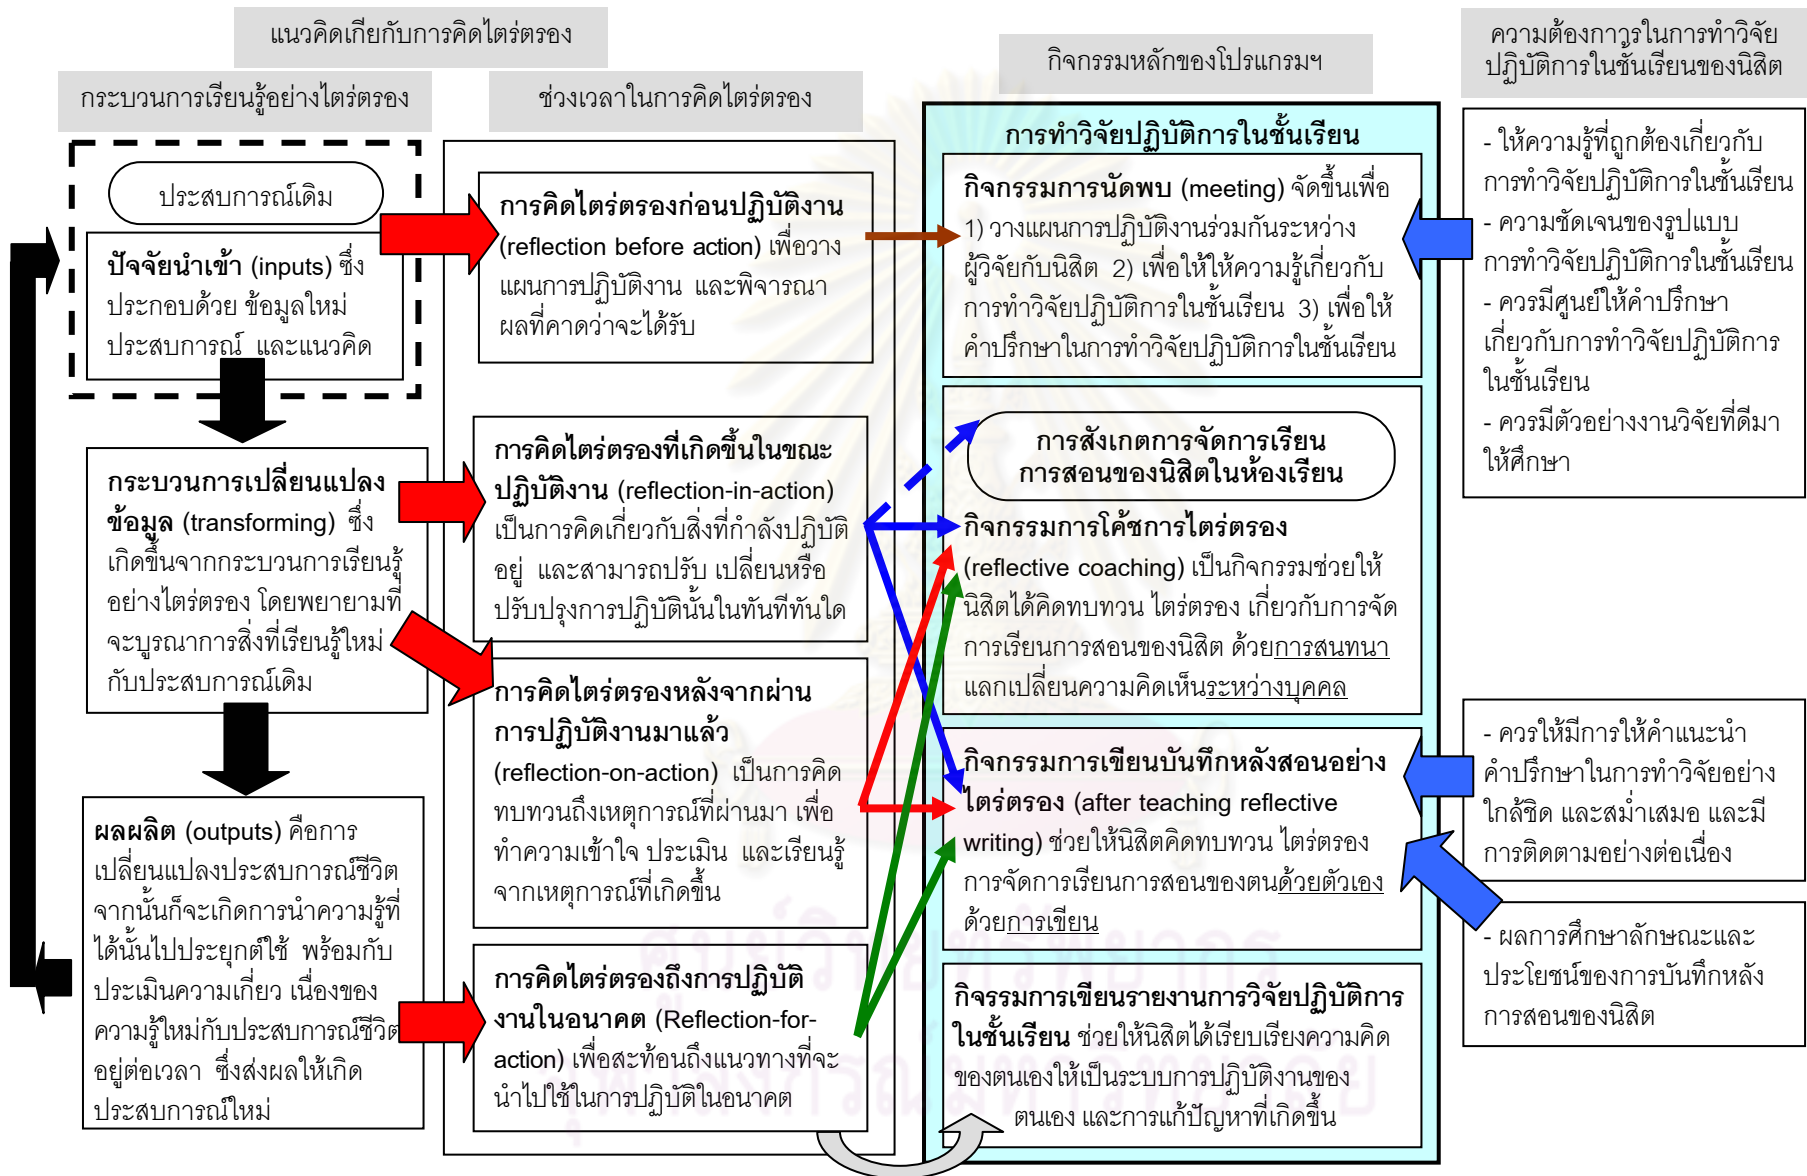 แนวคิดเกี่ยกับการคิดไตร่ตรอง
กระบวนการเรียนรู้อย่างไตร่ตรอง
ช่วงเวลาในการคิดไตร่ตรอง
กิจกรรมหลักของโปรแกรมฯ
ความต้องกาวรในการทำวิจัย
ปฏิบัติการในชั้นเรียนของนิสิต
ประสบการณ์เดิม
ปัจจัยนำเข้า (inputs) ซึ่ง
ประกอบด้วย ข้อมูลใหม่
ประสบการณ์ และแนวคิด
กระบวนการเปลี่ยนแปลง
ข้อมูล (transforming) ซึ่ง
เกิดขึ้นจากกระบวนการเรียนรู้
อย่างไตร่ตรอง โดยพยายามที่
จะบูรณาการสิ่งที่เรียนรู้ใหม่
กับประสบการณ์เดิม
ผลผลิต (outputs) คือการ
เปลี่ยนแปลงประสบการณ์ชีวิต
จากนั้นก็จะเกิดการนำความรู้ที่
ได้นั้นไปประยุกต์ใช้ พร้อมกับ
ประเมินความเกี่ยว เนื่องของ
ความรู้ใหม่กับประสบการณ์ชีวิต
อยู่ต่อเวลา ซึ่งส่งผลให้เกิด
ประสบการณ์ใหม่
การคิดไตร่ตรองก่อนปฏิบัติงาน
(reflection before action) เพื่อวาง
แผนการปฏิบัติงาน และพิจารณา
ผลที่คาดว่าจะได้รับ
การคิดไตร่ตรองที่เกิดขึ้นในขณะ
ปฏิบัติงาน (reflection-in-action)
เป็นการคิดเกี่ยวกับสิ่งที่กำลังปฏิบัติ
อยู่ และสามารถปรับ เปลี่ยนหรือ
ปรับปรุงการปฏิบัตินั้นในทันทีทันใด
การคิดไตร่ตรองหลังจากผ่าน
การปฏิบัติงานมาแล้ว
(reflection-on-action) เป็นการคิด
ทบทวนถึงเหตุการณ์ที่ผ่านมา เพื่อ
ทำความเข้าใจ ประเมิน และเรียนรู้
จากเหตุการณ์ที่เกิดขึ้น
การคิดไตร่ตรองถึงการปฏิบัติ
งานในอนาคต (Reflection-for-
action) เพื่อสะท้อนถึงแนวทางที่จะ
นำไปใช้ในการปฏิบัติในอนาคต
การทำวิจัยปฏิบัติการในชั้นเรียน
กิจกรรมการนัดพบ (meeting) จัดขึ้นเพื่อ
1) วางแผนการปฏิบัติงานร่วมกันระหว่าง
ผู้วิจัยกับนิสิต 2) เพื่อให้ให้ความรู้เกี่ยวกับ
การทำวิจัยปฏิบัติการในชั้นเรียน 3) เพื่อให้
คำปรึกษาในการทำวิจัยปฏิบัติการในชั้นเรียน
การสังเกตการจัดการเรียน
การสอนของนิสิตในห้องเรียน
กิจกรรมการโค้ชการไตร่ตรอง
(reflective coaching) เป็นกิจกรรมช่วยให้
นิสิตได้คิดทบทวน ไตร่ตรอง เกี่ยวกับการจัด
การเรียนการสอนของนิสิต ด้วยการสนทนา
แลกเปลี่ยนความคิดเห็นระหว่างบุคคล
กิจกรรมการเขียนบันทึกหลังสอนอย่าง
ไตร่ตรอง (after teaching reflective
writing) ช่วยให้นิสิตคิดทบทวน ไตร่ตรอง
การจัดการเรียนการสอนของตนด้วยตัวเอง
ด้วยการเขียน
กิจรรมการเขียนรายงานการวิจัยปฏิบัติการ
ในชั้นเรียน ช่วยให้นิสิตได้เรียบเรียงความคิด
ของตนเองให้เป็นระบบการปฏิบัติงานของ
ตนเอง และการแก้ปัญหาที่เกิดขึ้น
- ให้ความรู้ที่ถูกต้องเกี่ยวกับ
การทำวิจัยปฏิบัติการในชั้นเรียน
- ความชัดเจนของรูปแบบ
การทำวิจัยปฏิบัติการในชั้นเรียน
- ควรมีศูนย์ให้คำปรึกษา
เกี่ยวกับการทำวิจัยปฏิบัติการ
ในชั้นเรียน
- ควรมีตัวอย่างงานวิจัยที่ดีมา
ให้ศึกษา
- ควรให้มีการให้คำแนะนำ
คำปรึกษาในการทำวิจัยอย่าง
ใกล้ชิด และสม่ำเสมอ และมี
การติดตามอย่างต่อเนื่อง
- ผลการศึกษาลักษณะและ
ประโยชน์ของการบันทึกหลัง
การสอนของนิสิต
ศูนย์วิทยทรัพยากร
จุฬาลงกรณ์มหาวิทยาลัย